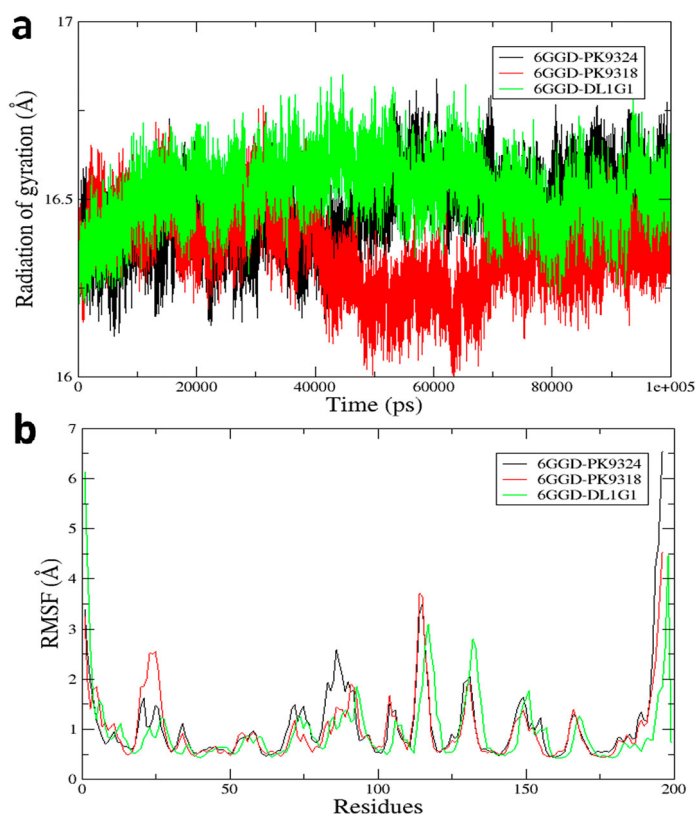 a
17
16.5
16
Radiation of gyration (Å)
6GGD-PK9324
6GGD-PK9318
6GGD-DL1G1
0
20000
40000
60000
80000
1e+05
Time (ps)
b
7
6
5
4
3
2
1
0
RMSF (Å)
6GGD-PK9324
6GGD-PK9318
6GGD-DL1G1
0
50
100
150
200
Residues